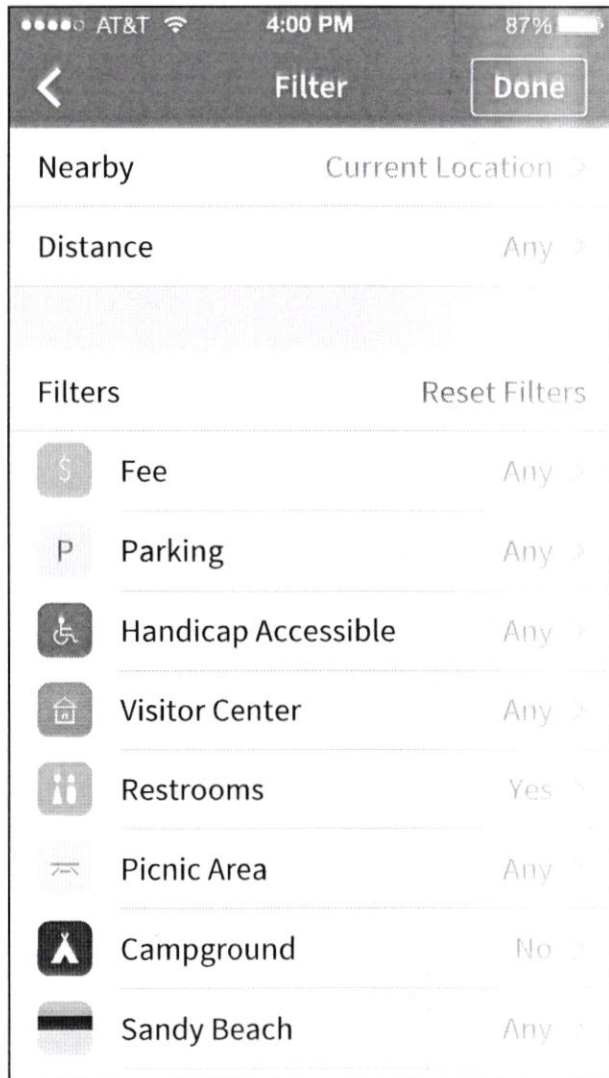 AT&T 4:00 PM 87%
Filter Done
Nearby Current Location
Distance Any
Filters Reset Filters
$ Fee Any
P Parking Any
Handicap Accessible Any
Visitor Center Any
Restrooms Yes
Picnic Area Any
Campground No
Sandy Beach Any